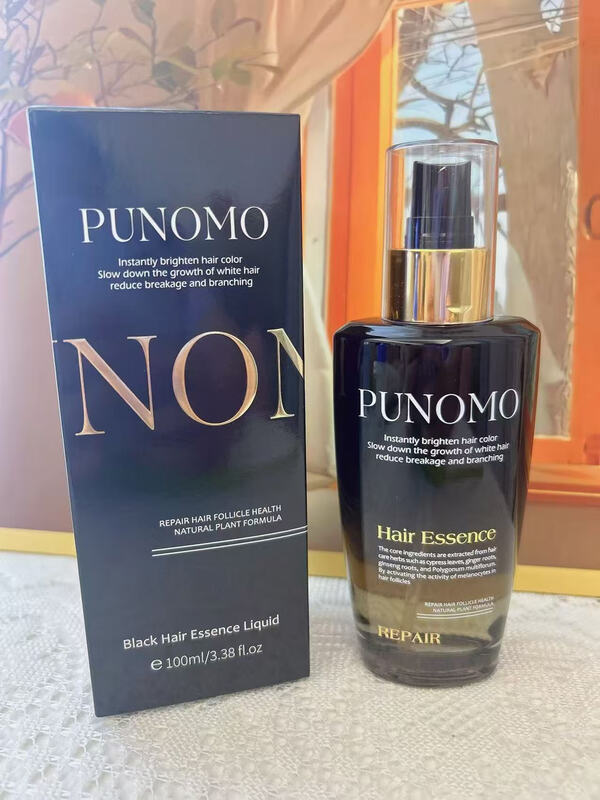 PUNOMO
Instantly brighten hair color
Slow down the growth of white hair
reduce breakage and branching
NON
REPAIR HAIR FOLLICLE HEALTH
NATURAL PLANT FORMULA
Black Hair Essence Liquid
℮ 100ml/3.38 fl.oz
PUNOMO
Instantly brighten hair color
Slow down the growth of white hair
reduce breakage and branching
Hair Essence
The core ingredients are extracted from hair
care herbs such as cypress leaves, ginger roots,
ginseng roots, and Polygonum multiflorum.
By activating the activity of melanocytes in
hair follicles
REPAIR HAIR FOLLICLE HEALTH
NATURAL PLANT FORMULA
REPAIR